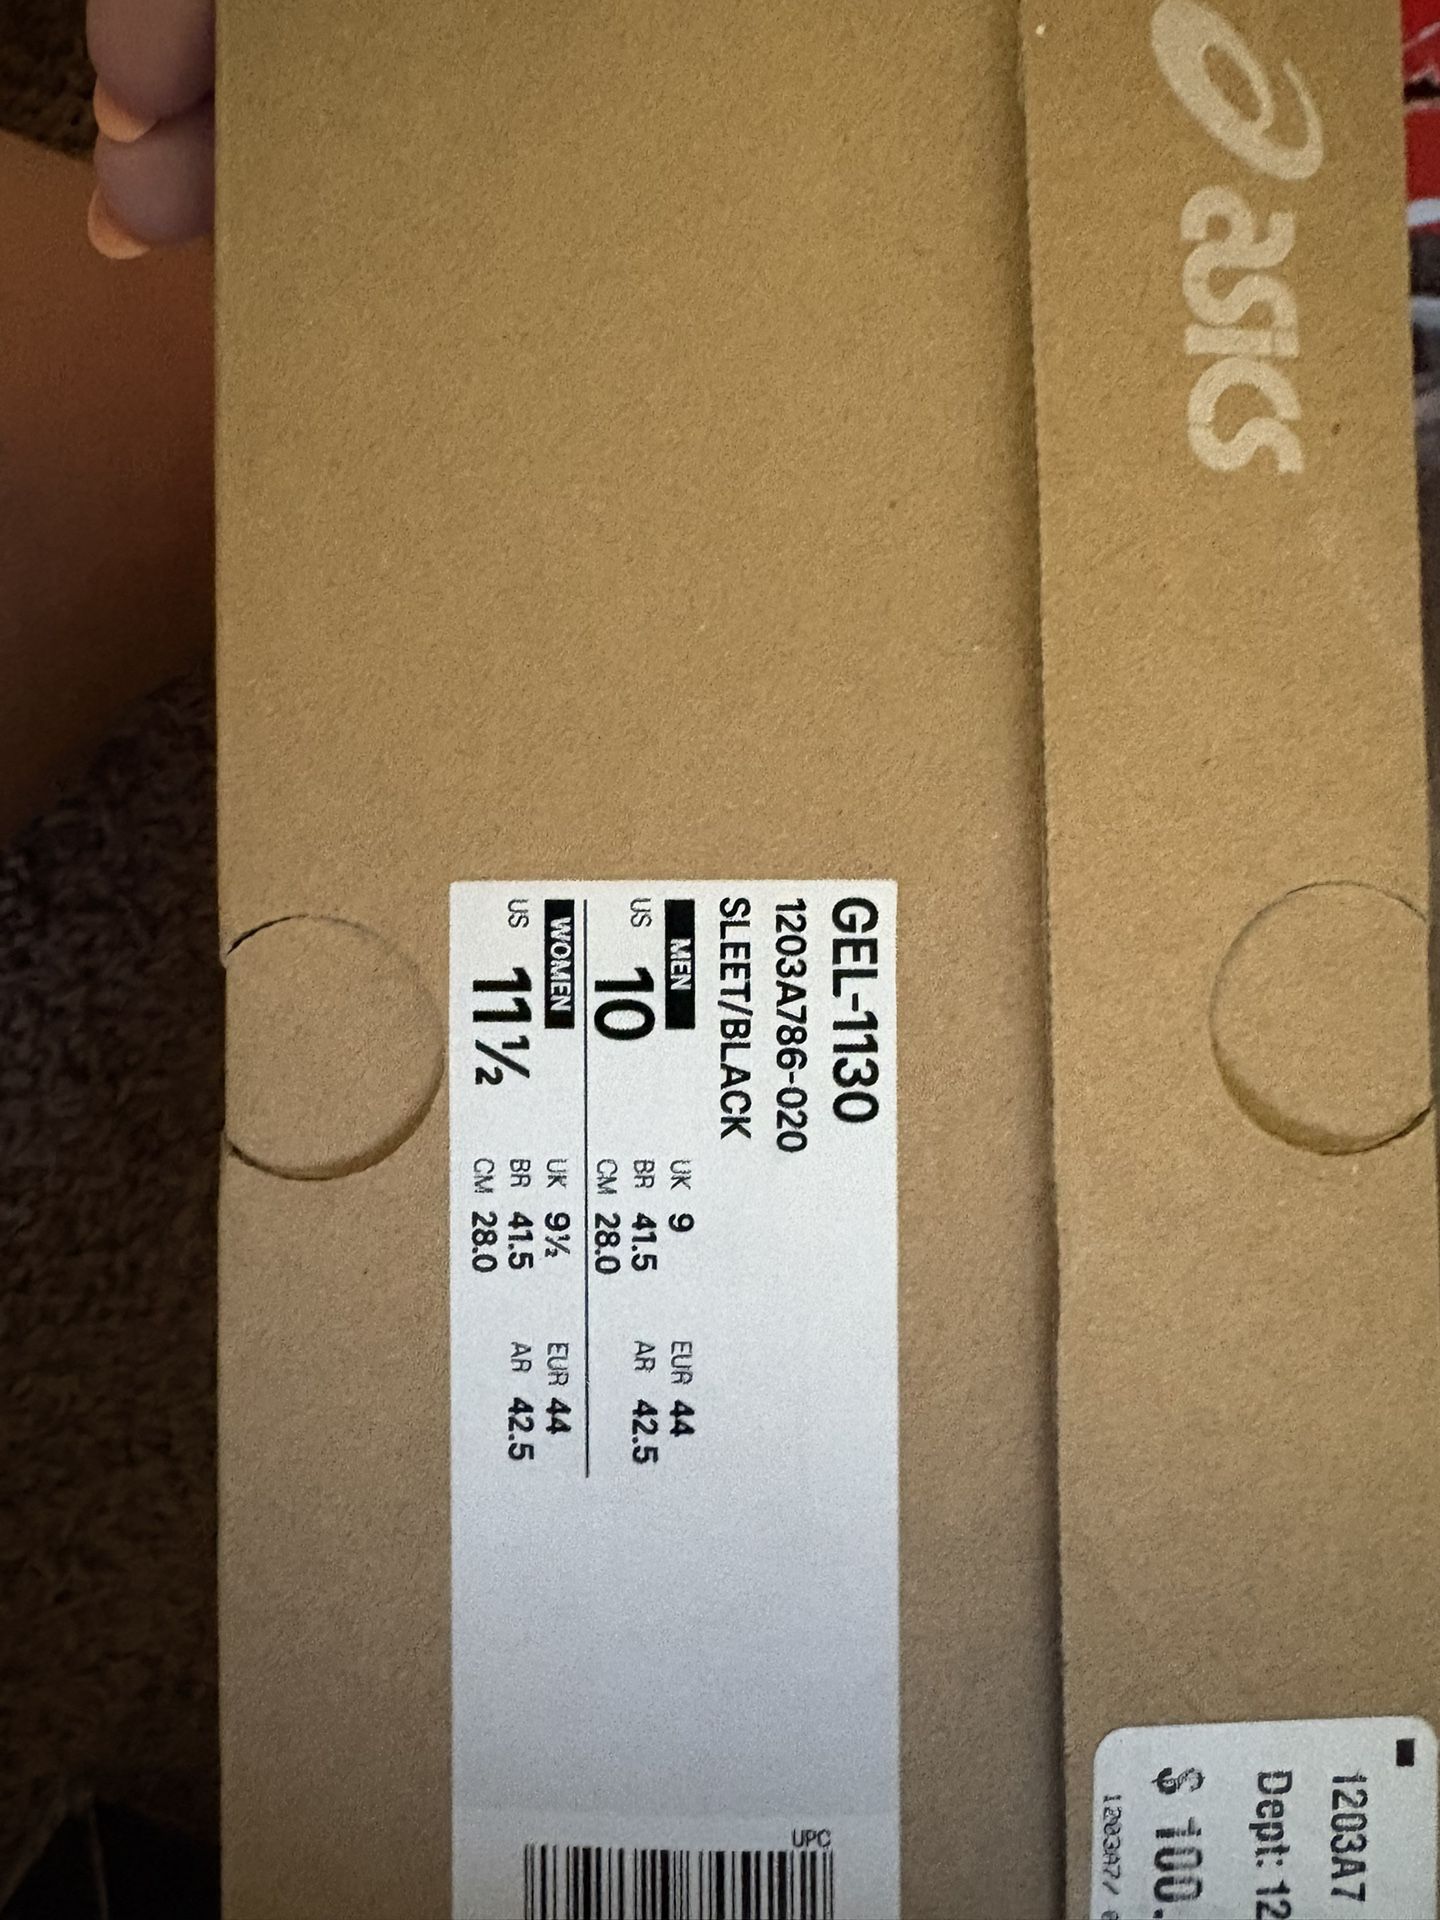 asics
GEL-1130
1203A786-020
SLEET/BLACK
MEN
US 10
UK 9 EUR 44
BR 41.5 AR 42.5
CM 28.0
WOMEN
US 11½
UK 9½ EUR 44
BR 41.5 AR 42.5
CM 28.0
UPC
1203A7
Dept: 12
$ 100.